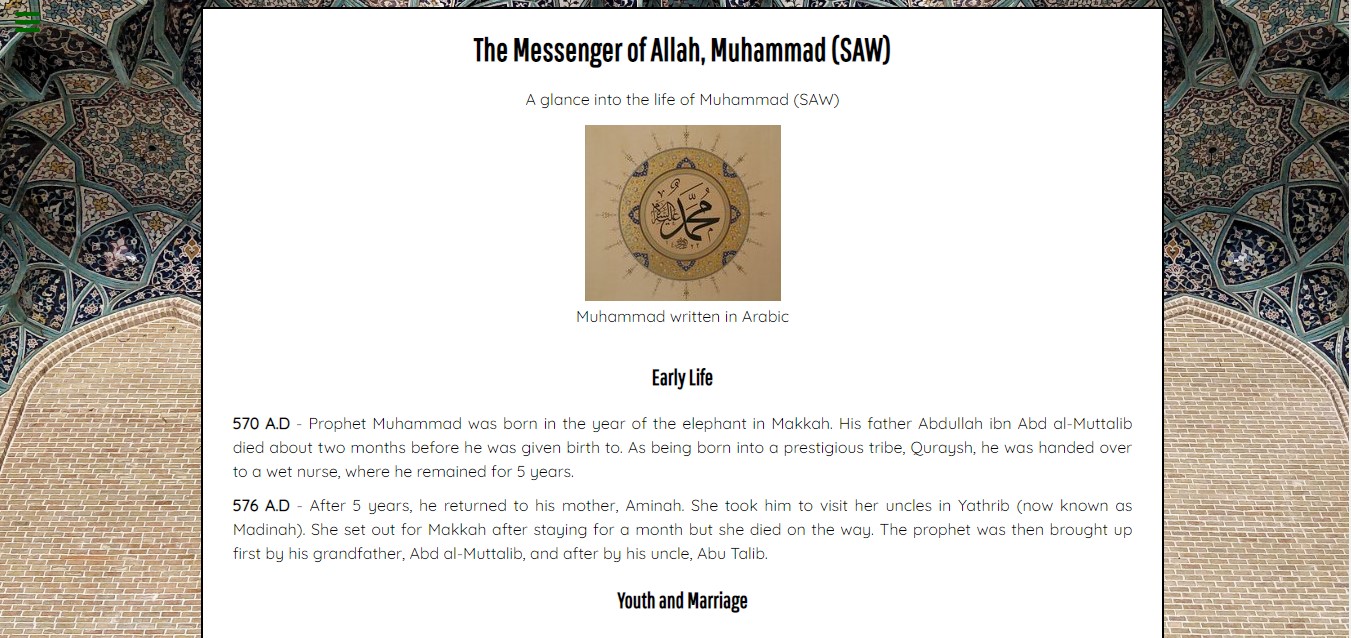 The Messenger of Allah, Muhammad (SAW)
A glance into the life of Muhammad (SAW)
محمد
Muhammad written in Arabic
Early Life
570 A.D - Prophet Muhammad was born in the year of the elephant in Makkah. His father Abdullah ibn Abd al-Muttalib
died about two months before he was given birth to. As being born into a prestigious tribe, Quraysh, he was handed over
to a wet nurse, where he remained for 5 years.
576 A.D - After 5 years, he returned to his mother, Aminah. She took him to visit her uncles in Yathrib (now known as
Madinah). She set out for Makkah after staying for a month but she died on the way. The prophet was then brought up
first by his grandfather, Abd al-Muttalib, and after by his uncle, Abu Talib.
Youth and Marriage